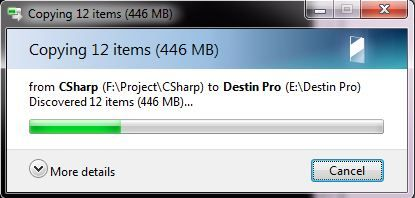 Copying 12 items (446 MB)
Copying 12 items (446 MB)
from CSharp (F:\Project\CSharp) to Destin Pro (E:\Destin Pro)
Discovered 12 items (446 MB)...
More details
Cancel